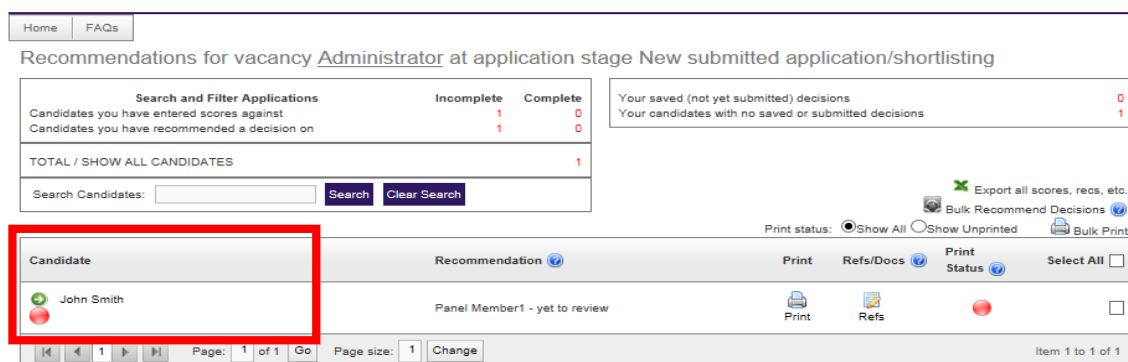 Home FAQs
Recommendations for vacancy Administrator at application stage New submitted application/shortlisting
Search and Filter Applications Incomplete Complete
Candidates you have entered scores against 1 0
Candidates you have recommended a decision on 1 0
TOTAL / SHOW ALL CANDIDATES 1
Search Candidates: Search Clear Search
Your saved (not yet submitted) decisions 0
Your candidates with no saved or submitted decisions 1
Export all scores, recs, etc.
Bulk Recommend Decisions ?
Print status: Show All Show Unprinted Bulk Print
Candidate Recommendation ? Print Refs/Docs ? Print Status ? Select All
John Smith Panel Member1 - yet to review Print Refs
1 Page: 1 of 1 Go Page size: 1 Change Item 1 to 1 of 1